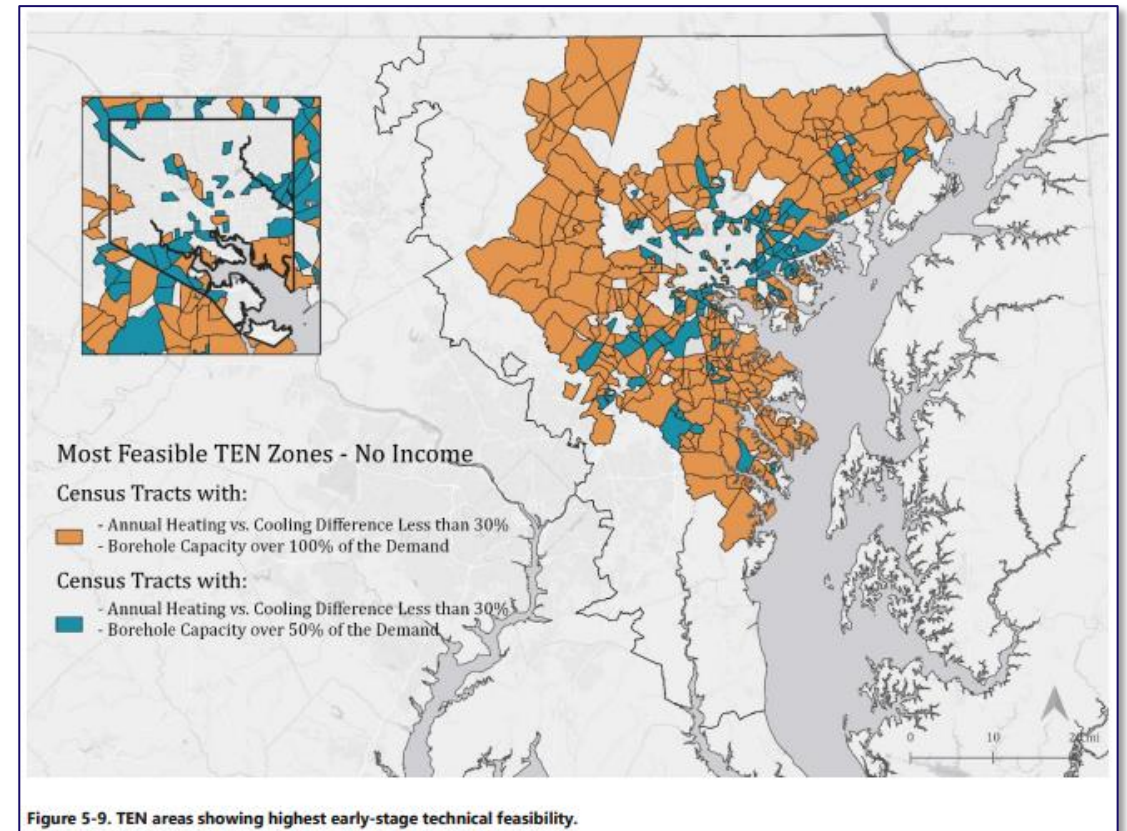 Most Feasible TEN Zones - No Income
Census Tracts with:
- Annual Heating vs. Cooling Difference Less than 30%
- Borehole Capacity over 100% of the Demand
Census Tracts with:
- Annual Heating vs. Cooling Difference Less than 30%
- Borehole Capacity over 50% of the Demand
0 10 20 mi
Figure 5-9. TEN areas showing highest early-stage technical feasibility.